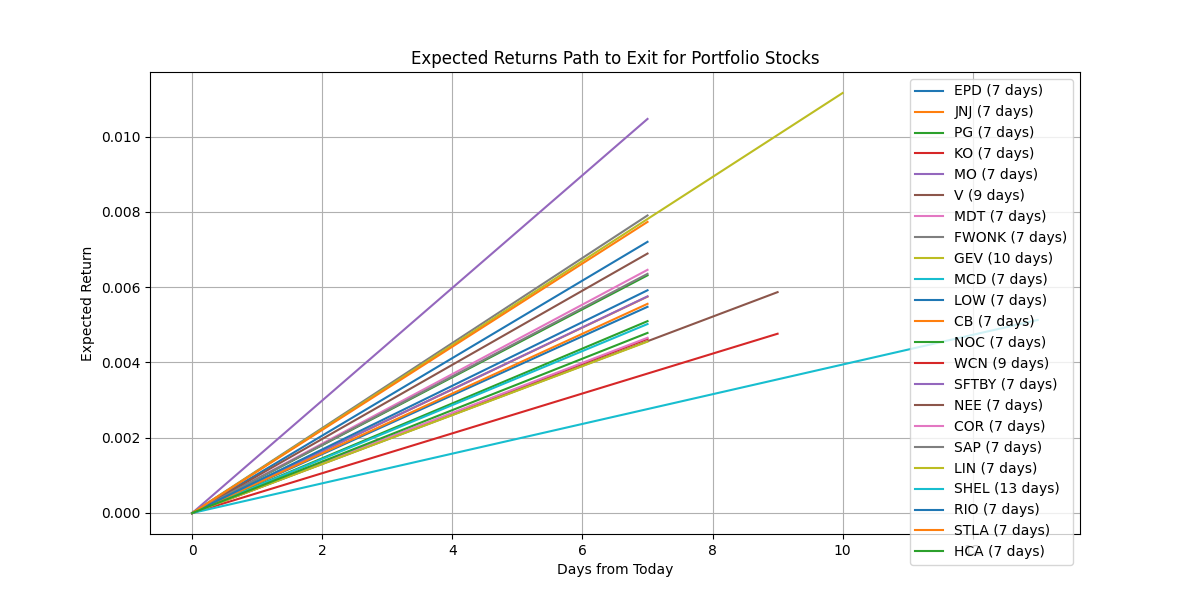 Expected Returns Path to Exit for Portfolio Stocks
Expected Return
0.010
0.008
0.006
0.004
0.002
0.000
0
2
4
6
8
10
12
Days from Today
EPD (7 days)
JNJ (7 days)
PG (7 days)
KO (7 days)
MO (7 days)
V (9 days)
MDT (7 days)
FWONK (7 days)
GEV (10 days)
MCD (7 days)
LOW (7 days)
CB (7 days)
NOC (7 days)
WCN (9 days)
SFTBY (7 days)
NEE (7 days)
COR (7 days)
SAP (7 days)
LIN (7 days)
SHEL (13 days)
RIO (7 days)
STLA (7 days)
HCA (7 days)